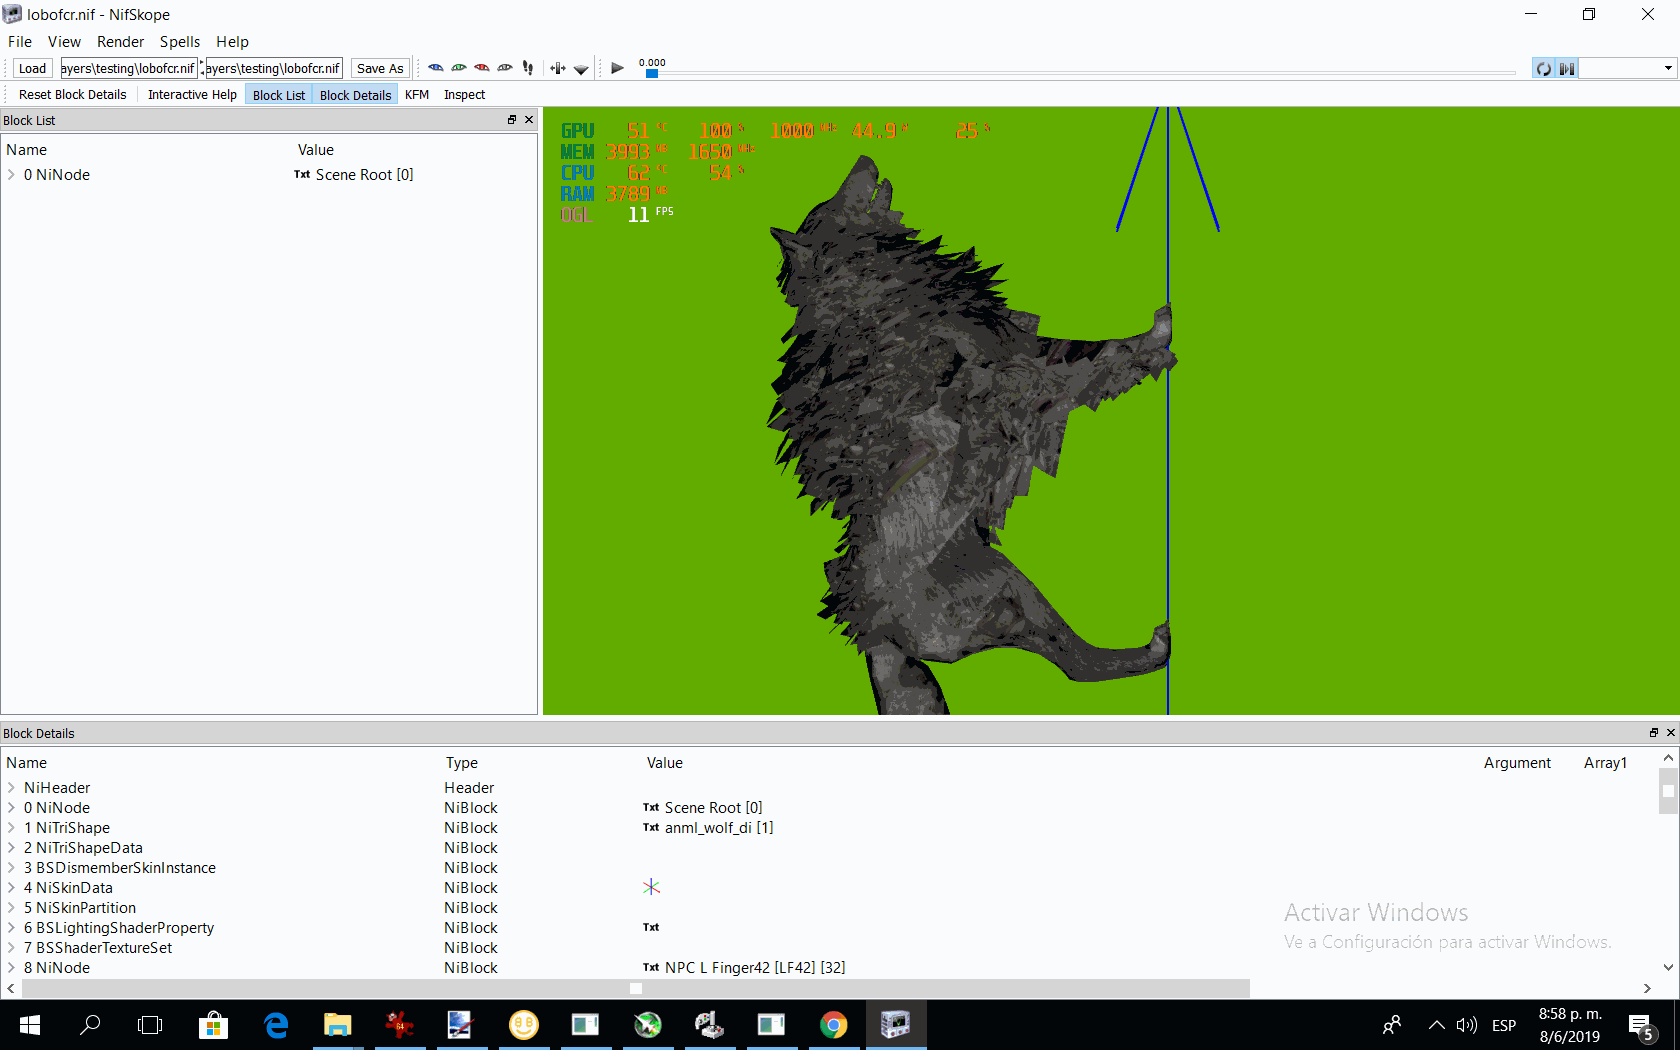 lobofcr.nif - NifSkope
File View Render Spells Help
Load ayers\testing\lobofcr.nif ayers\testing\lobofcr.nif Save As 0.000
Reset Block Details Interactive Help Block List Block Details KFM Inspect
Block List
Name Value
0 NiNode Txt Scene Root [0]
GPU 51 °C 100 % 1000 MHz 44.9 W 25 %
MEM 3993 MB 1650 MHz
CPU 62 °C 54 %
RAM 3789 MB
OGL 11 FPS
Block Details
Name Type Value Argument Array1
NiHeader Header
0 NiNode NiBlock Txt Scene Root [0]
1 NiTriShape NiBlock Txt anml_wolf_di [1]
2 NiTriShapeData NiBlock
3 BSDismemberSkinInstance NiBlock
4 NiSkinData NiBlock
5 NiSkinPartition NiBlock
6 BSLightingShaderProperty NiBlock Txt
7 BSShaderTextureSet NiBlock
8 NiNode NiBlock Txt NPC L Finger42 [LF42] [32]
Activar Windows
Ve a Configuración para activar Windows.
64
ESP
8:58 p. m.
8/6/2019
5